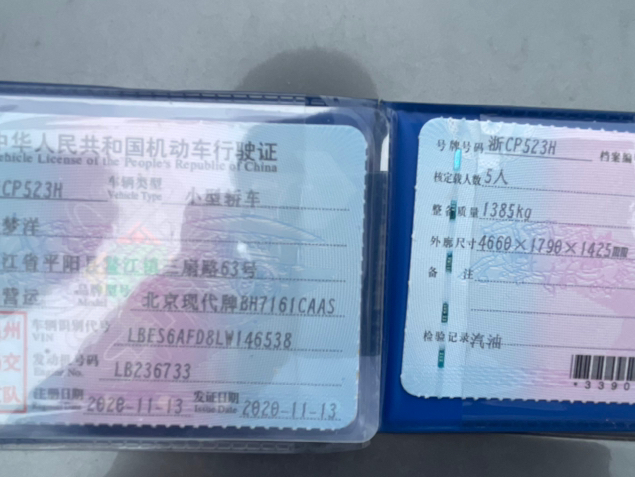 中华人民共和国机动车行驶证
Vehicle License of the People's Republic of China
CP523H 车辆类型 Vehicle Type 小型轿车
梦洋
江省平阳县鳌江镇三层路63号
营运 品牌型号 Model 北京现代牌BH7161CAAS
车辆识别代号 VIN LBES6AFD8LW146538
发动机号码 Engine No. LB236733
注册日期 2020-11-13 发证日期 Issue Date 2020-11-13
州
交
队
号牌号码 浙CP523H 档案编
核定载人数 5人
整备质量 1385kg
外廓尺寸 4660×1790×1425
备 注
检验记录 汽油
*3390